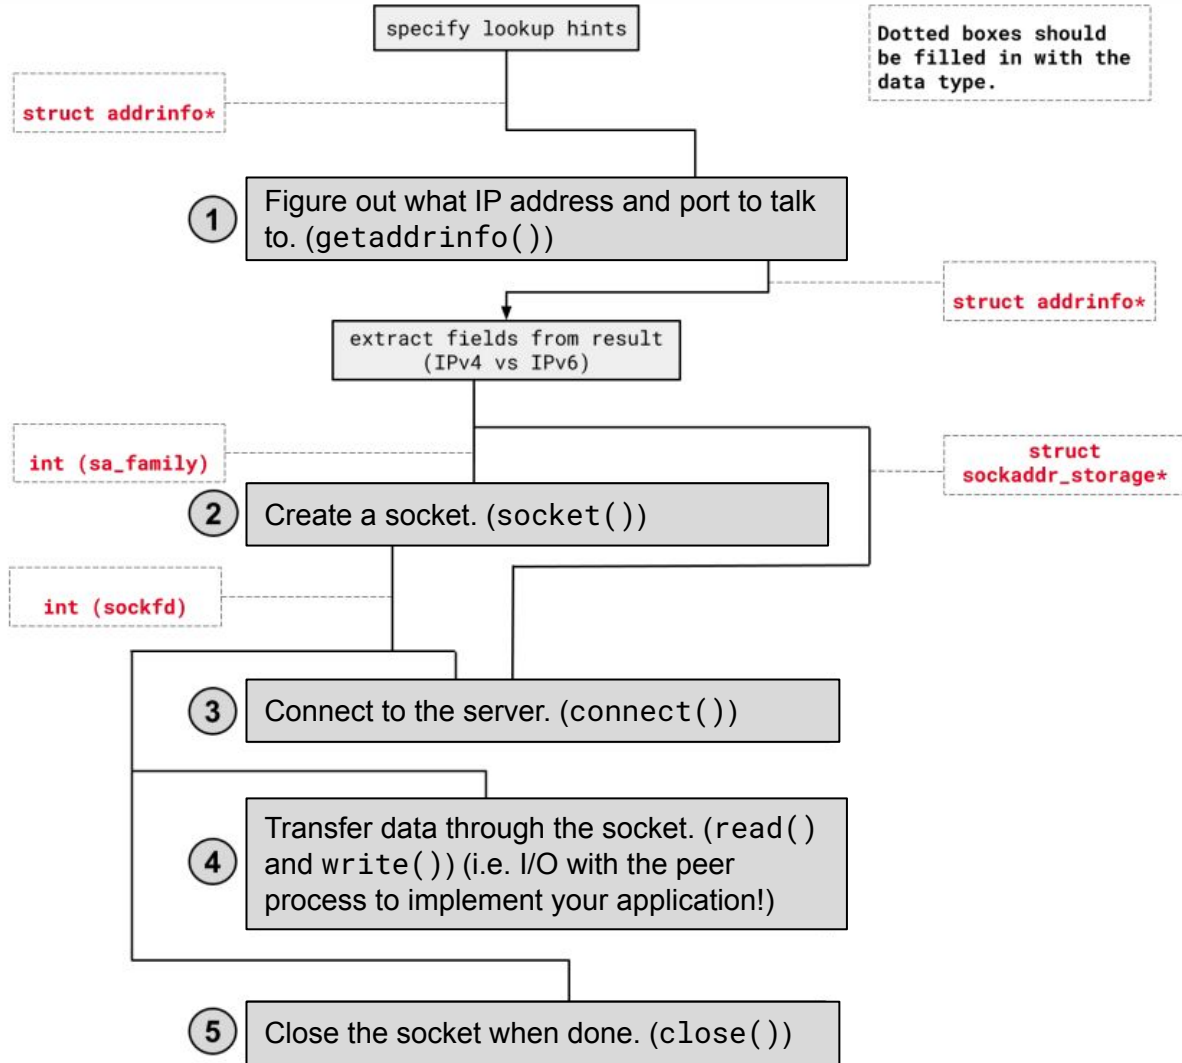 specify lookup hints
Dotted boxes should
be filled in with the
data type.
struct addrinfo*
1
Figure out what IP address and port to talk
to. (getaddrinfo())
struct addrinfo*
extract fields from result
(IPv4 vs IPv6)
int (sa_family)
struct
sockaddr_storage*
2
Create a socket. (socket())
int (sockfd)
3
Connect to the server. (connect())
4
Transfer data through the socket. (read()
and write()) (i.e. I/O with the peer
process to implement your application!)
5
Close the socket when done. (close())